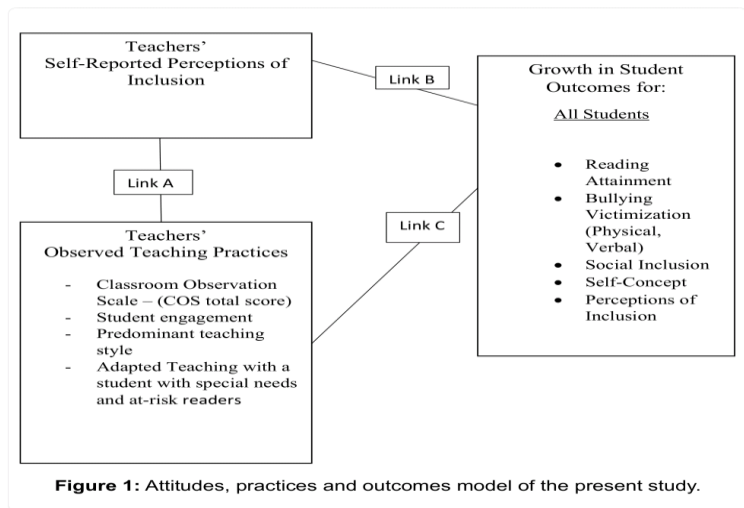 Teachers’
Self-Reported Perceptions of
Inclusion
Link B
Growth in Student
Outcomes for:
All Students
• Reading
Attainment
• Bullying
Victimization
(Physical,
Verbal)
• Social Inclusion
• Self-Concept
• Perceptions of
Inclusion
Link A
Link C
Teachers’
Observed Teaching Practices
- Classroom Observation
Scale – (COS total score)
- Student engagement
- Predominant teaching
style
- Adapted Teaching with a
student with special needs
and at-risk readers
Figure 1: Attitudes, practices and outcomes model of the present study.